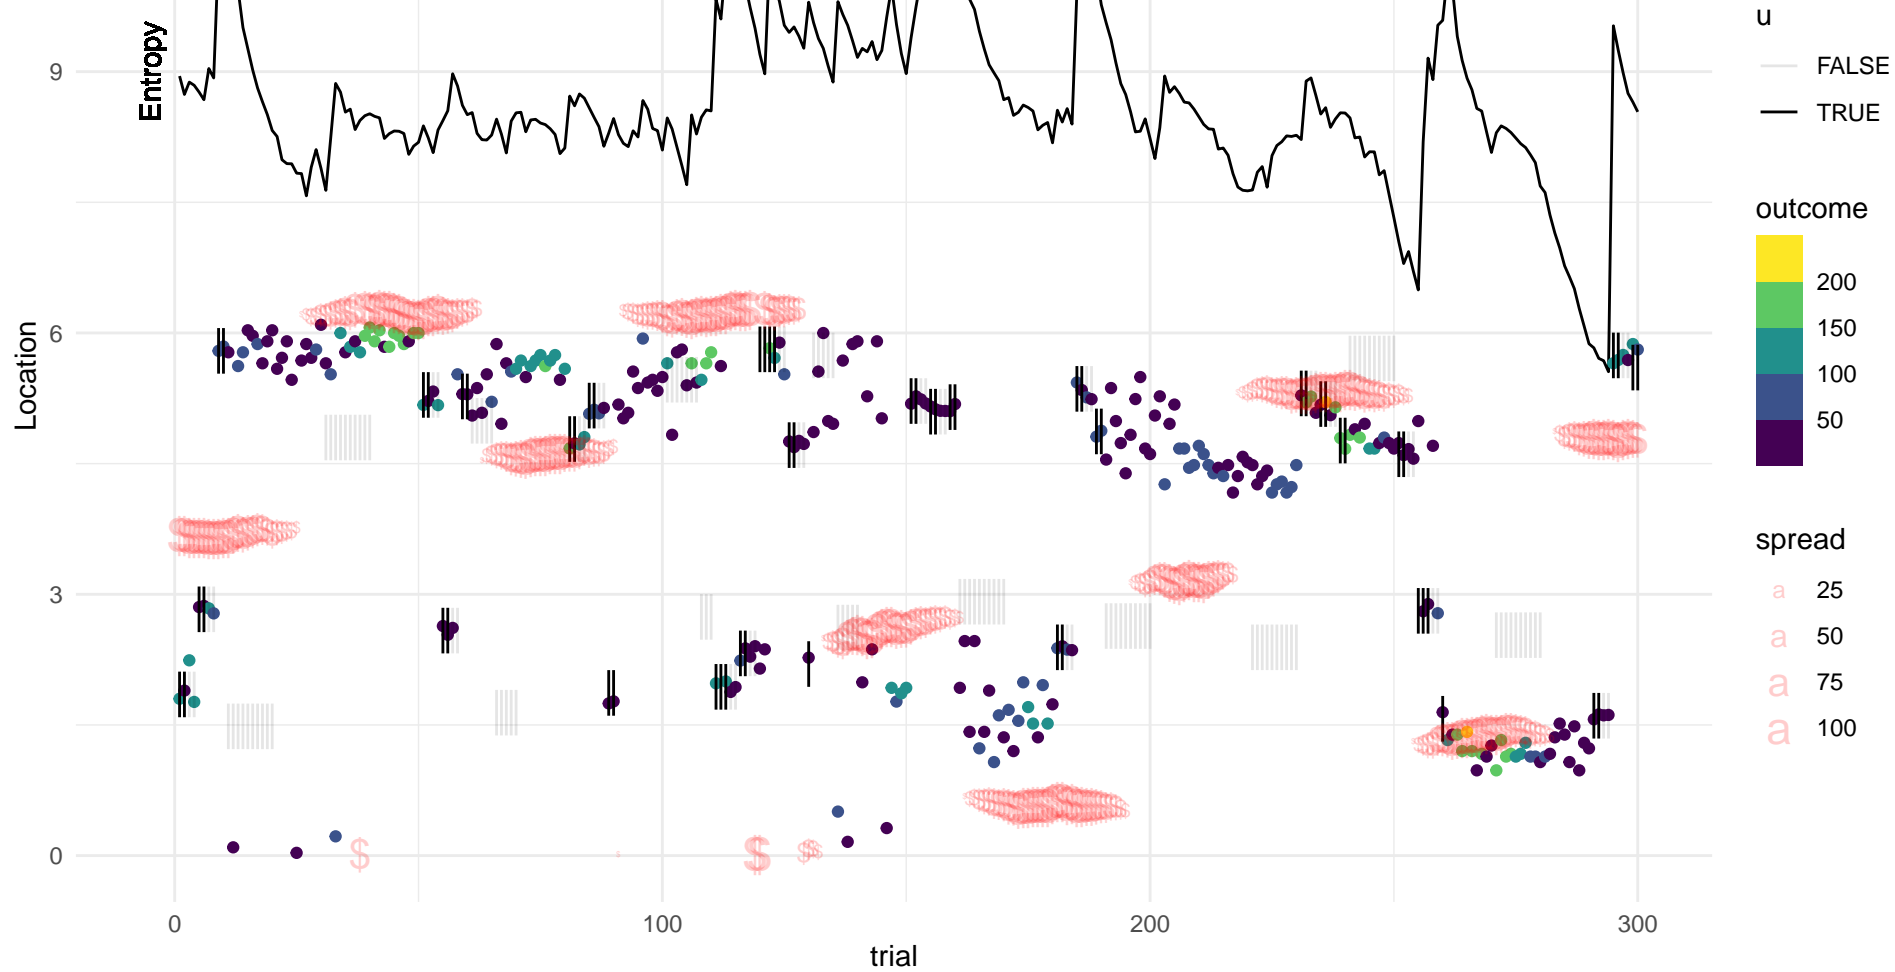 Entropy
9
6
3
0
Location
0 100 200 300
trial
u
FALSE
TRUE
outcome
200
150
100
50
spread
a 25
a 50
a 75
a 100
$
$
$